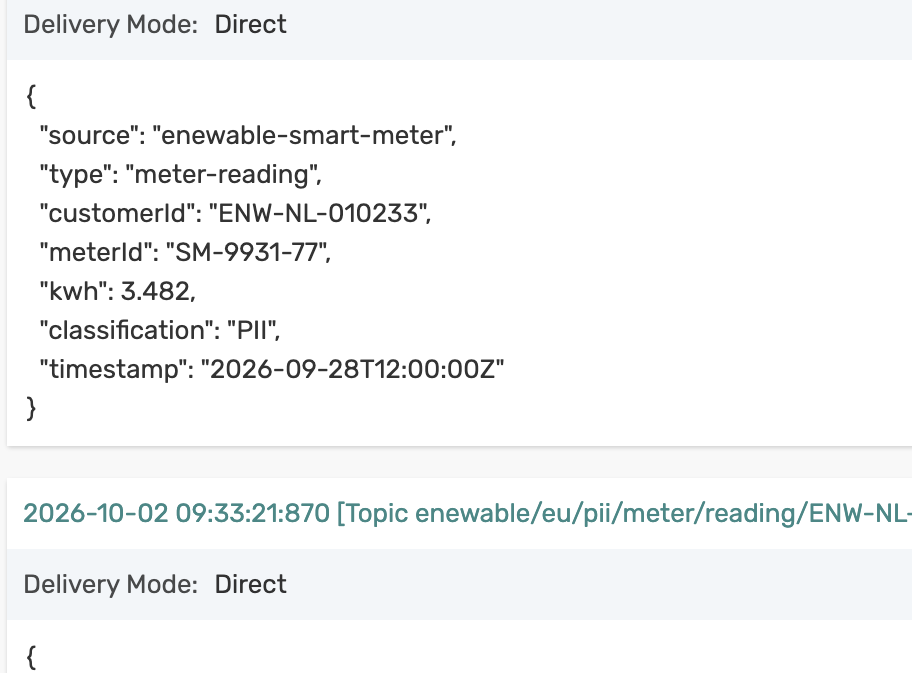 Delivery Mode: Direct
{
"source": "enewable-smart-meter",
"type": "meter-reading",
"customerId": "ENW-NL-010233",
"meterId": "SM-9931-77",
"kwh": 3.482,
"classification": "PII",
"timestamp": "2026-09-28T12:00:00Z"
}
2026-10-02 09:33:21:870 [Topic enewable/eu/pii/meter/reading/ENW-NL-
Delivery Mode: Direct
{